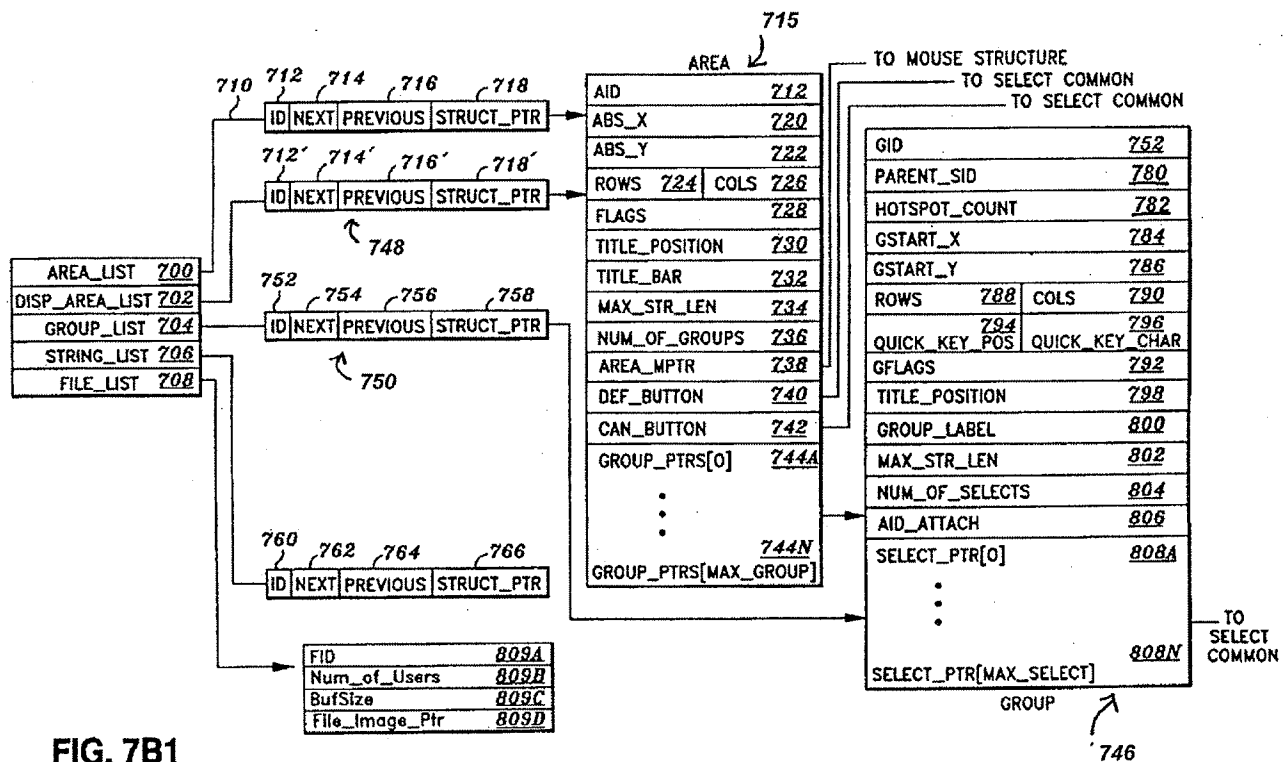 715
AREA
TO MOUSE STRUCTURE
TO SELECT COMMON
TO SELECT COMMON
710
712 714 716 718
ID NEXT PREVIOUS STRUCT_PTR
712' 714' 716' 718'
ID NEXT PREVIOUS STRUCT_PTR
748
AREA_LIST 700
DISP_AREA_LIST 702
GROUP_LIST 704
STRING_LIST 706
FILE_LIST 708
752 754 756 758
ID NEXT PREVIOUS STRUCT_PTR
750
760 762 764 766
ID NEXT PREVIOUS STRUCT_PTR
FID 809A
Num_of_Users 809B
BufSize 809C
File_Image_Ptr 809D
AID 712
ABS_X 720
ABS_Y 722
ROWS 724 COLS 726
FLAGS 728
TITLE_POSITION 730
TITLE_BAR 732
MAX_STR_LEN 734
NUM_OF_GROUPS 736
AREA_MPTR 738
DEF_BUTTON 740
CAN_BUTTON 742
GROUP_PTRS[0] 744A
744N
GROUP_PTRS[MAX_GROUP]
GID 752
PARENT_SID 780
HOTSPOT_COUNT 782
GSTART_X 784
GSTART_Y 786
ROWS 788 COLS 790
794 796
QUICK_KEY_POS QUICK_KEY_CHAR
GFLAGS 792
TITLE_POSITION 798
GROUP_LABEL 800
MAX_STR_LEN 802
NUM_OF_SELECTS 804
AID_ATTACH 806
SELECT_PTR[0] 808A
808N
SELECT_PTR[MAX_SELECT]
GROUP
TO
SELECT
COMMON
746
FIG. 7B1